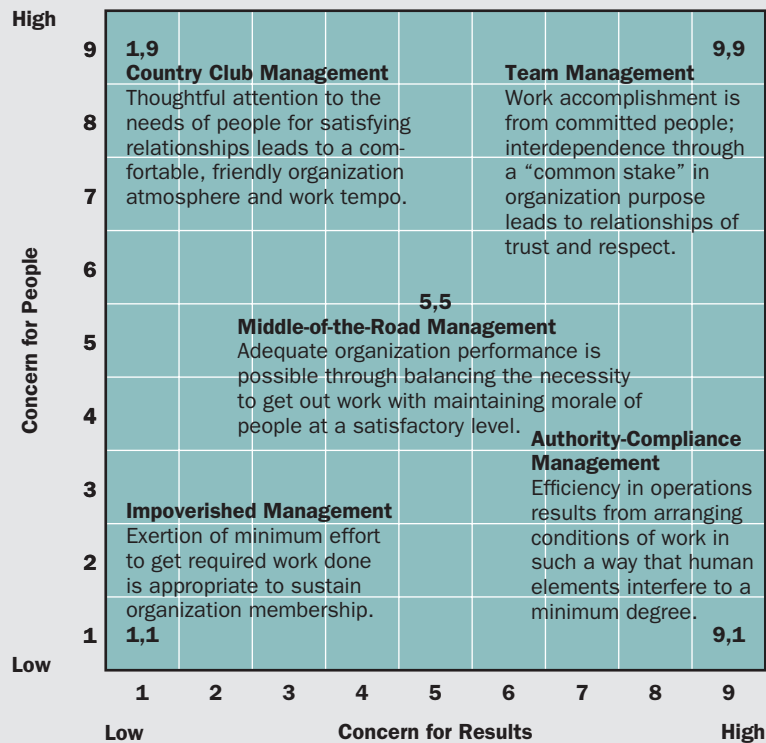 High
9
1,9
Country Club Management
Thoughtful attention to the
needs of people for satisfying
relationships leads to a com-
fortable, friendly organization
atmosphere and work tempo.
9,9
Team Management
Work accomplishment is
from committed people;
interdependence through
a “common stake” in
organization purpose
leads to relationships of
trust and respect.
8
7
6
5
4
3
2
1
Concern for People
5,5
Middle-of-the-Road Management
Adequate organization performance is
possible through balancing the necessity
to get out work with maintaining morale of
people at a satisfactory level.
Impoverished Management
Exertion of minimum effort
to get required work done
is appropriate to sustain
organization membership.
1,1
Authority-Compliance
Management
Efficiency in operations
results from arranging
conditions of work in
such a way that human
elements interfere to a
minimum degree.
9,1
Low
1 2 3 4 5 6 7 8 9
Low Concern for Results High